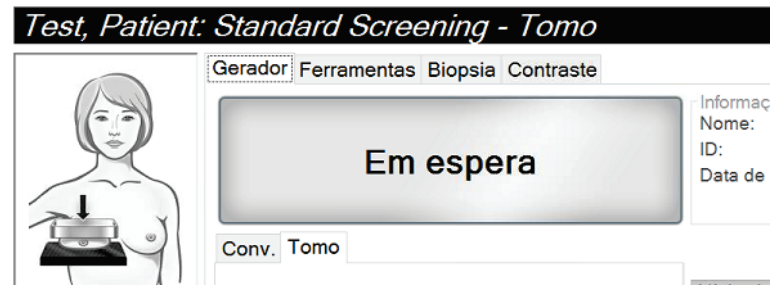 Test, Patient: Standard Screening - Tomo
Gerador Ferramentas Biopsia Contraste
Em espera
Nome:
ID:
Data de
Conv. Tomo